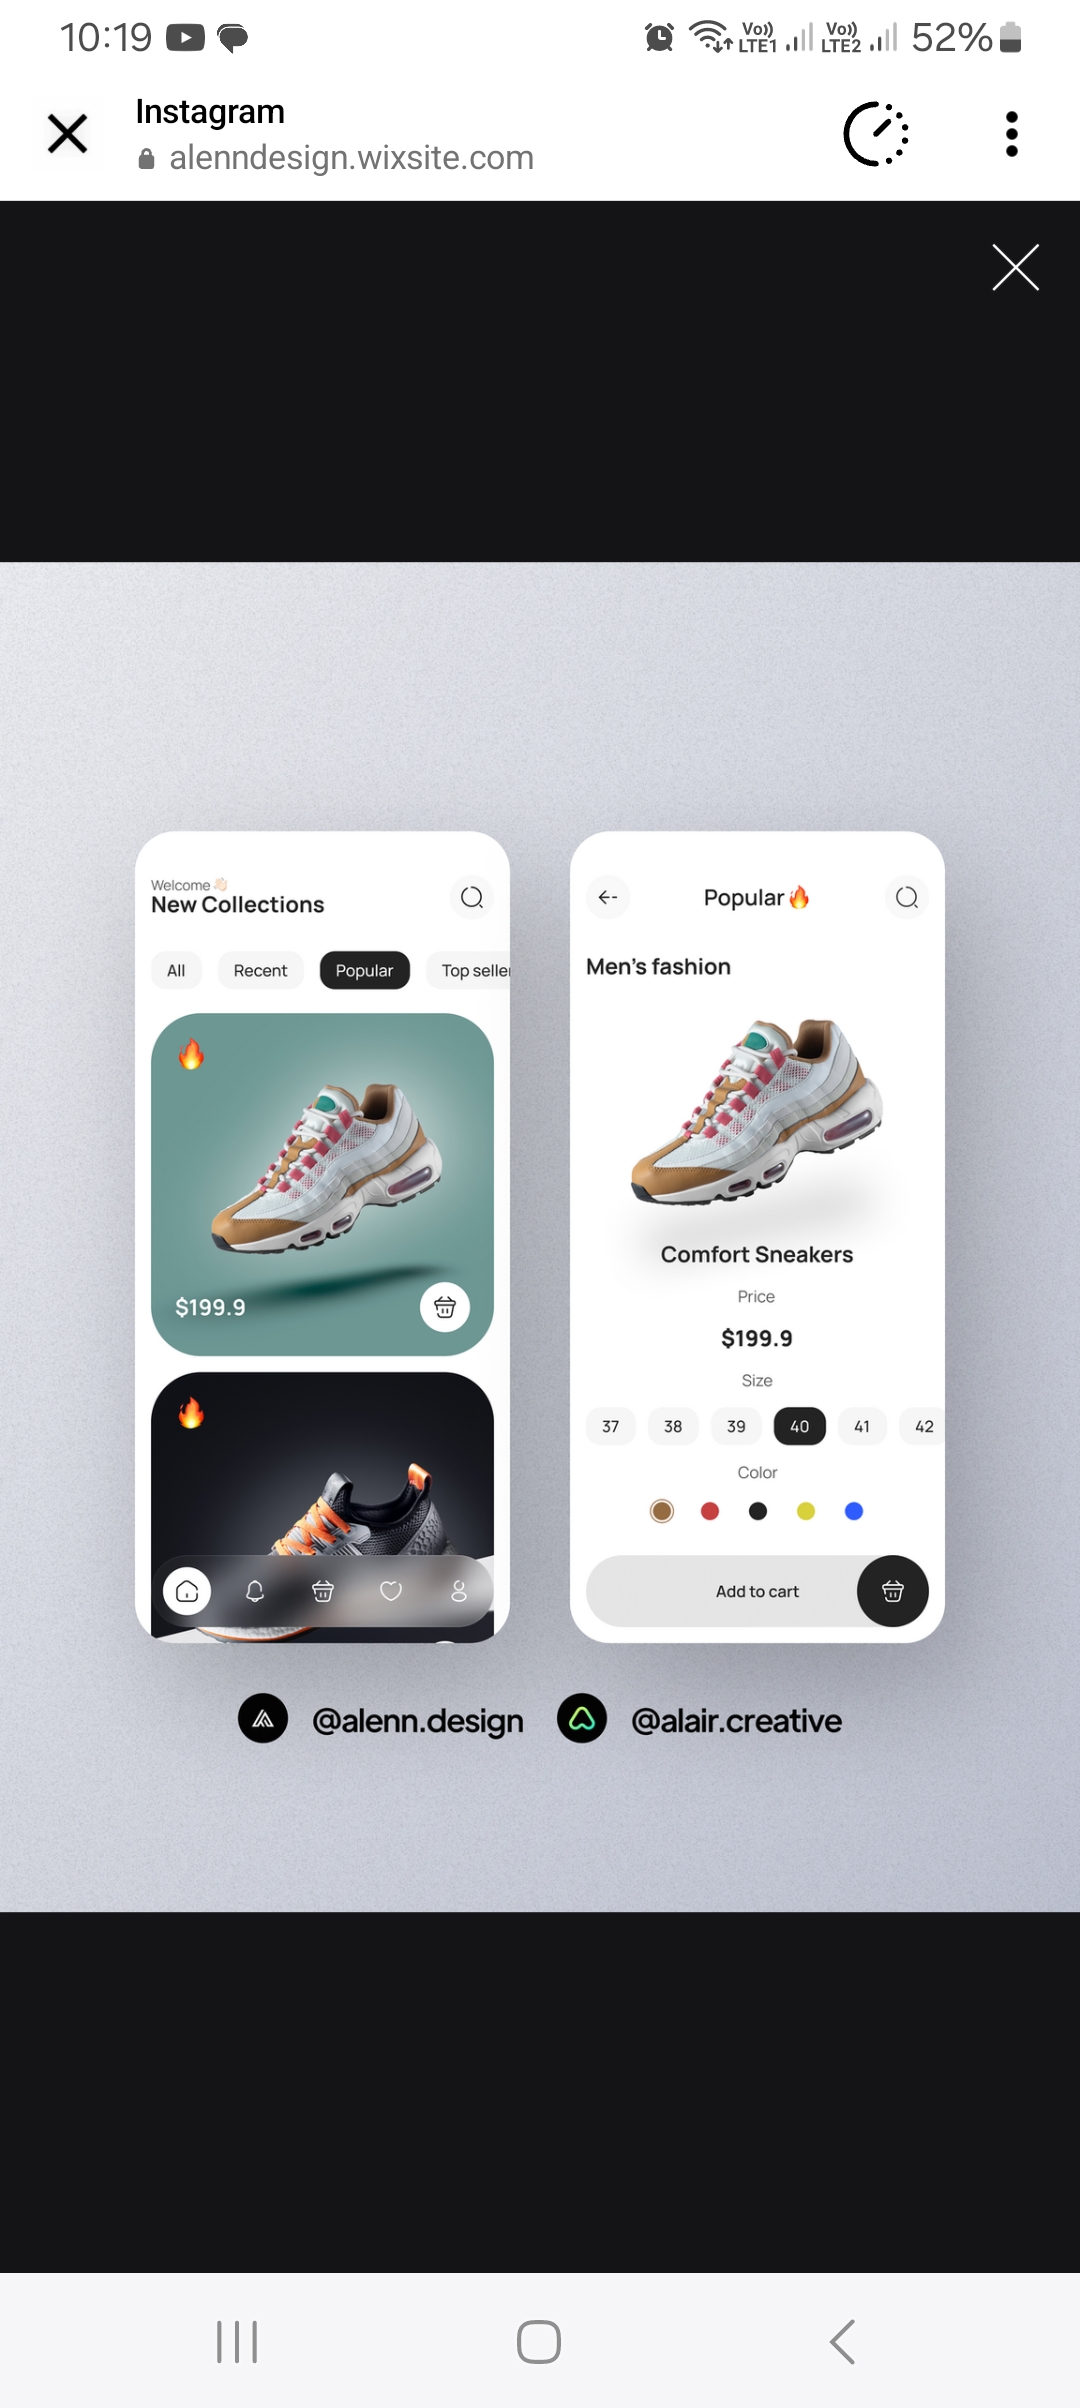 10:19
Vo)) LTE1 Vo)) LTE2 52%
Instagram
alenndesign.wixsite.com
Welcome 👋🏻
New Collections
All Recent Popular Top seller
$199.9
Popular🔥
Men's fashion
Comfort Sneakers
Price
$199.9
Size
37 38 39 40 41 42
Color
Add to cart
@alenn.design @alair.creative